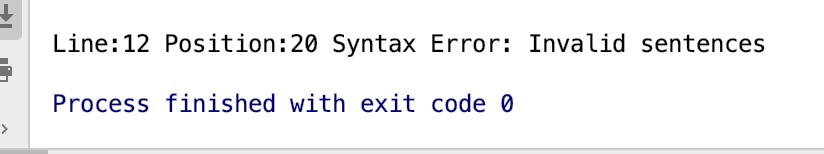 Line:12 Position:20 Syntax Error: Invalid sentences
Process finished with exit code 0